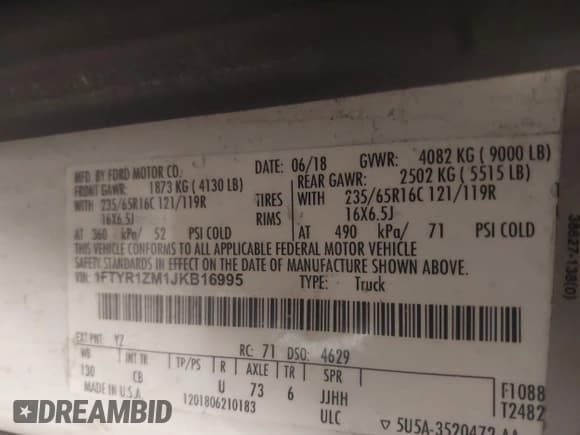 MFD. BY FORD MOTOR CO.
DATE: 06/18 GVWR: 4082 KG ( 9000 LB)
FRONT GAWR: 1873 KG ( 4130 LB) REAR GAWR: 2502 KG ( 5515 LB)
WITH 235/65R16C 121/119R TIRES WITH 235/65R16C 121/119R
16X6.5J RIMS 16X6.5J
AT 360 kPa/ 52 PSI COLD AT 490 kPa/ 71 PSI COLD
THIS VEHICLE CONFORMS TO ALL APPLICABLE FEDERAL MOTOR VEHICLE
SAFETY STANDARDS IN EFFECT ON THE DATE OF MANUFACTURE SHOWN ABOVE.
VIN: 1FTYR1ZM1JKB16995 TYPE: Truck
EXT PNT: YZ RC: 71 DSO: 4629
WB INT TR TP/PS R AXLE TR SPR
130 CB U 73 6 JJHH
F1088
T2482
MADE IN U.S.A. 1201806210183 ULC
DREAMBID